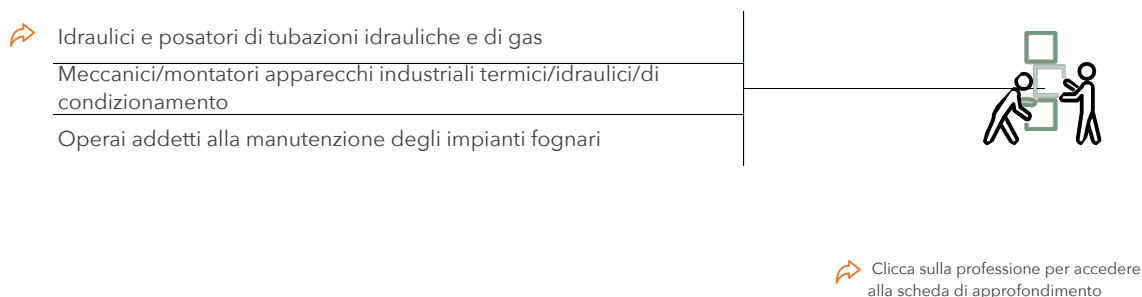 Idraulici e posatori di tubazioni idrauliche e di gas
Meccanici/montatori apparecchi industriali termici/idraulici/di
condizionamento
Operai addetti alla manutenzione degli impianti fognari
Clicca sulla professione per accedere
alla scheda di approfondimento